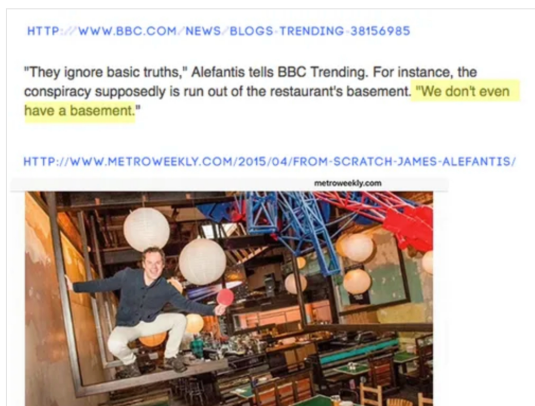 HTTP://WWW.BBC.COM/NEWS/BLOGS-TRENDING-38156985
"They ignore basic truths," Alefantis tells BBC Trending. For instance, the
conspiracy supposedly is run out of the restaurant's basement. "We don't even
have a basement."
HTTP://WWW.METROWEEKLY.COM/2015/04/FROM-SCRATCH-JAMES-ALEFANTIS/
metroweekly.com